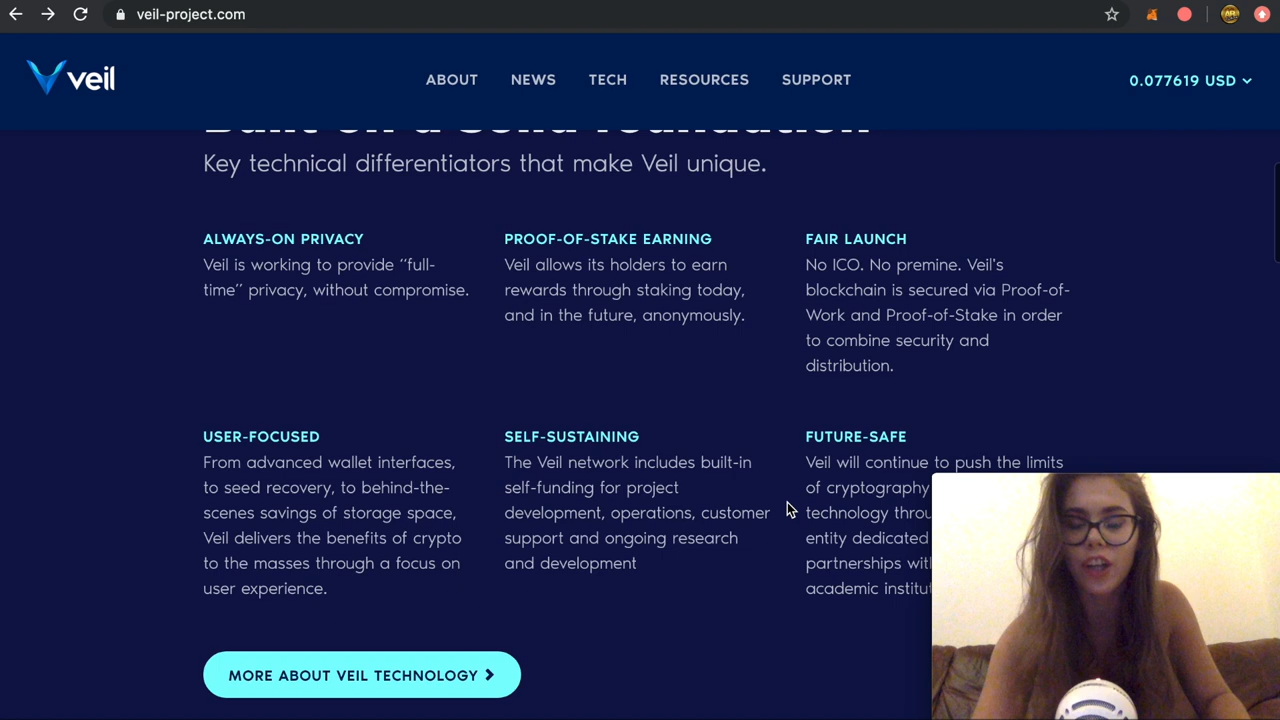 veil-project.com
veil
ABOUT
NEWS
TECH
RESOURCES
SUPPORT
0.077619 USD
Built on a solid foundation
Key technical differentiators that make Veil unique.
ALWAYS-ON PRIVACY
Veil is working to provide “full-
time” privacy, without compromise.
PROOF-OF-STAKE EARNING
Veil allows its holders to earn
rewards through staking today,
and in the future, anonymously.
FAIR LAUNCH
No ICO. No premine. Veil's
blockchain is secured via Proof-of-
Work and Proof-of-Stake in order
to combine security and
distribution.
USER-FOCUSED
From advanced wallet interfaces,
to seed recovery, to behind-the-
scenes savings of storage space,
Veil delivers the benefits of crypto
to the masses through a focus on
user experience.
SELF-SUSTAINING
The Veil network includes built-in
self-funding for project
development, operations, customer
support and ongoing research
and development
FUTURE-SAFE
Veil will continue to push the limits
of cryptography
technology
entity dedicated
partnerships
academic
MORE ABOUT VEIL TECHNOLOGY